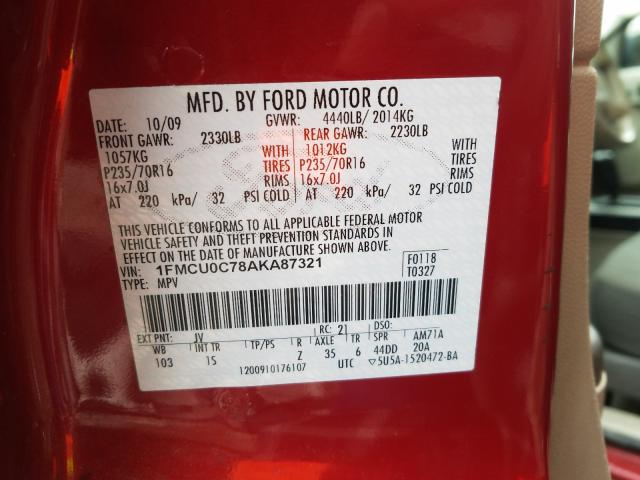 MFD. BY FORD MOTOR CO.
DATE: 10/09 GVWR: 4440LB/ 2014KG
FRONT GAWR: 2330LB REAR GAWR: 2230LB
1057KG WITH 1012KG WITH
P235/70R16 TIRES P235/70R16 TIRES
16x7.0J RIMS 16x7.0J RIMS
AT 220 kPa/ 32 PSI COLD AT 220 kPa/ 32 PSI COLD
THIS VEHICLE CONFORMS TO ALL APPLICABLE FEDERAL MOTOR
VEHICLE SAFETY AND THEFT PREVENTION STANDARDS IN
EFFECT ON THE DATE OF MANUFACTURE SHOWN ABOVE.
VIN: 1FMCU0C78AKA87321 F0118
TYPE: MPV T0327
EXT PNT: JV RC: 21 DSO:
WB INT TR TP/PS R AXLE TR SPR AM71A
103 IS Z 35 6 44DD 20A
1200910176107 UTC ▽5U5A-1520472-BA